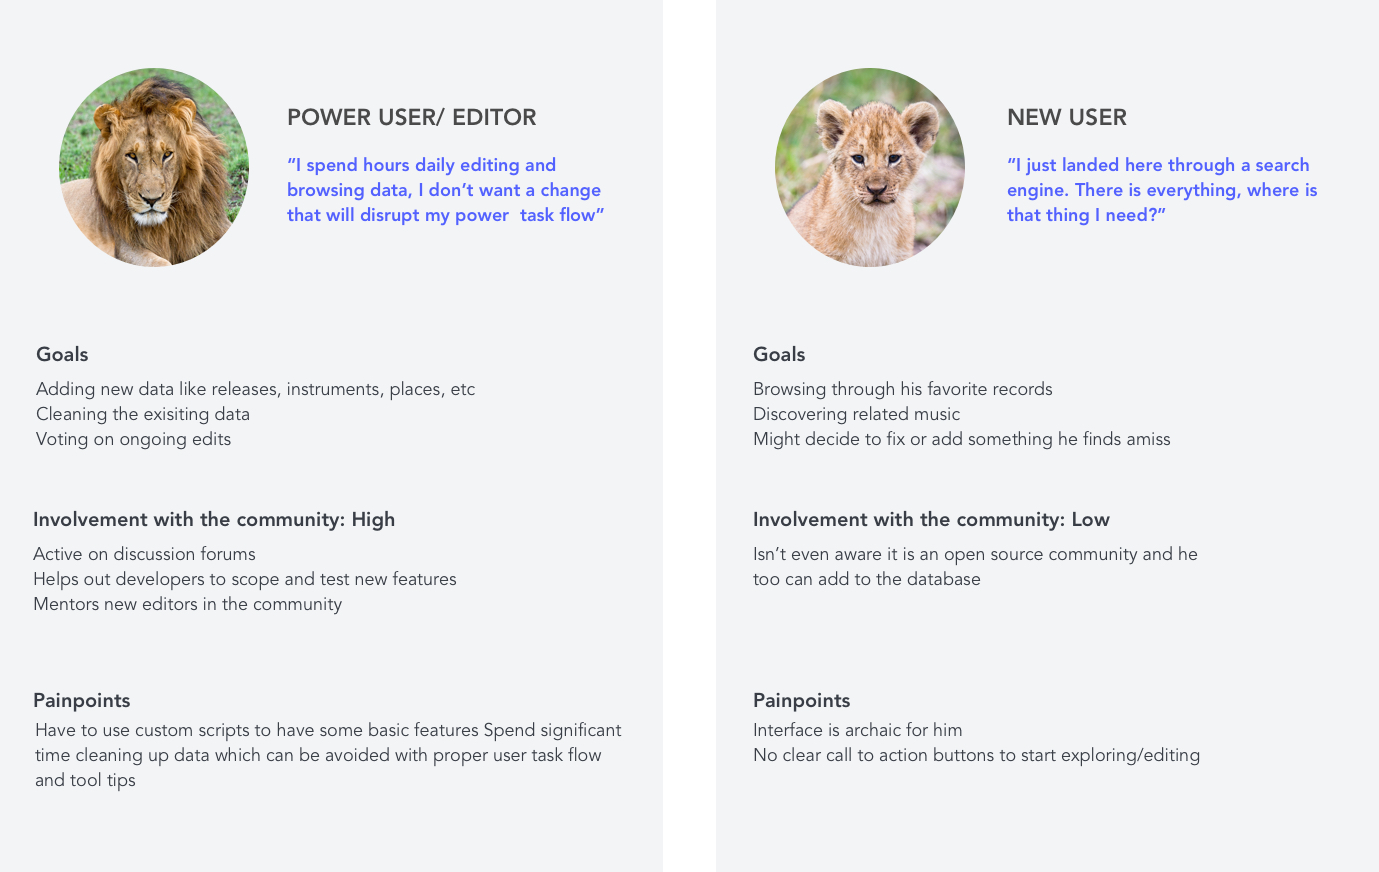 POWER USER/ EDITOR
“I spend hours daily editing and
browsing data, I don’t want a change
that will disrupt my power  task flow”
Goals
Adding new data like releases, instruments, places, etc
Cleaning the exisiting data
Voting on ongoing edits
Involvement with the community: High
Active on discussion forums
Helps out developers to scope and test new features
Mentors new editors in the community
Painpoints
Have to use custom scripts to have some basic features Spend significant
time cleaning up data which can be avoided with proper user task flow
and tool tips
NEW USER
“I just landed here through a search
engine. There is everything, where is
that thing I need?”
Goals
Browsing through his favorite records
Discovering related music
Might decide to fix or add something he finds amiss
Involvement with the community: Low
Isn’t even aware it is an open source community and he
too can add to the database
Painpoints
Interface is archaic for him
No clear call to action buttons to start exploring/editing